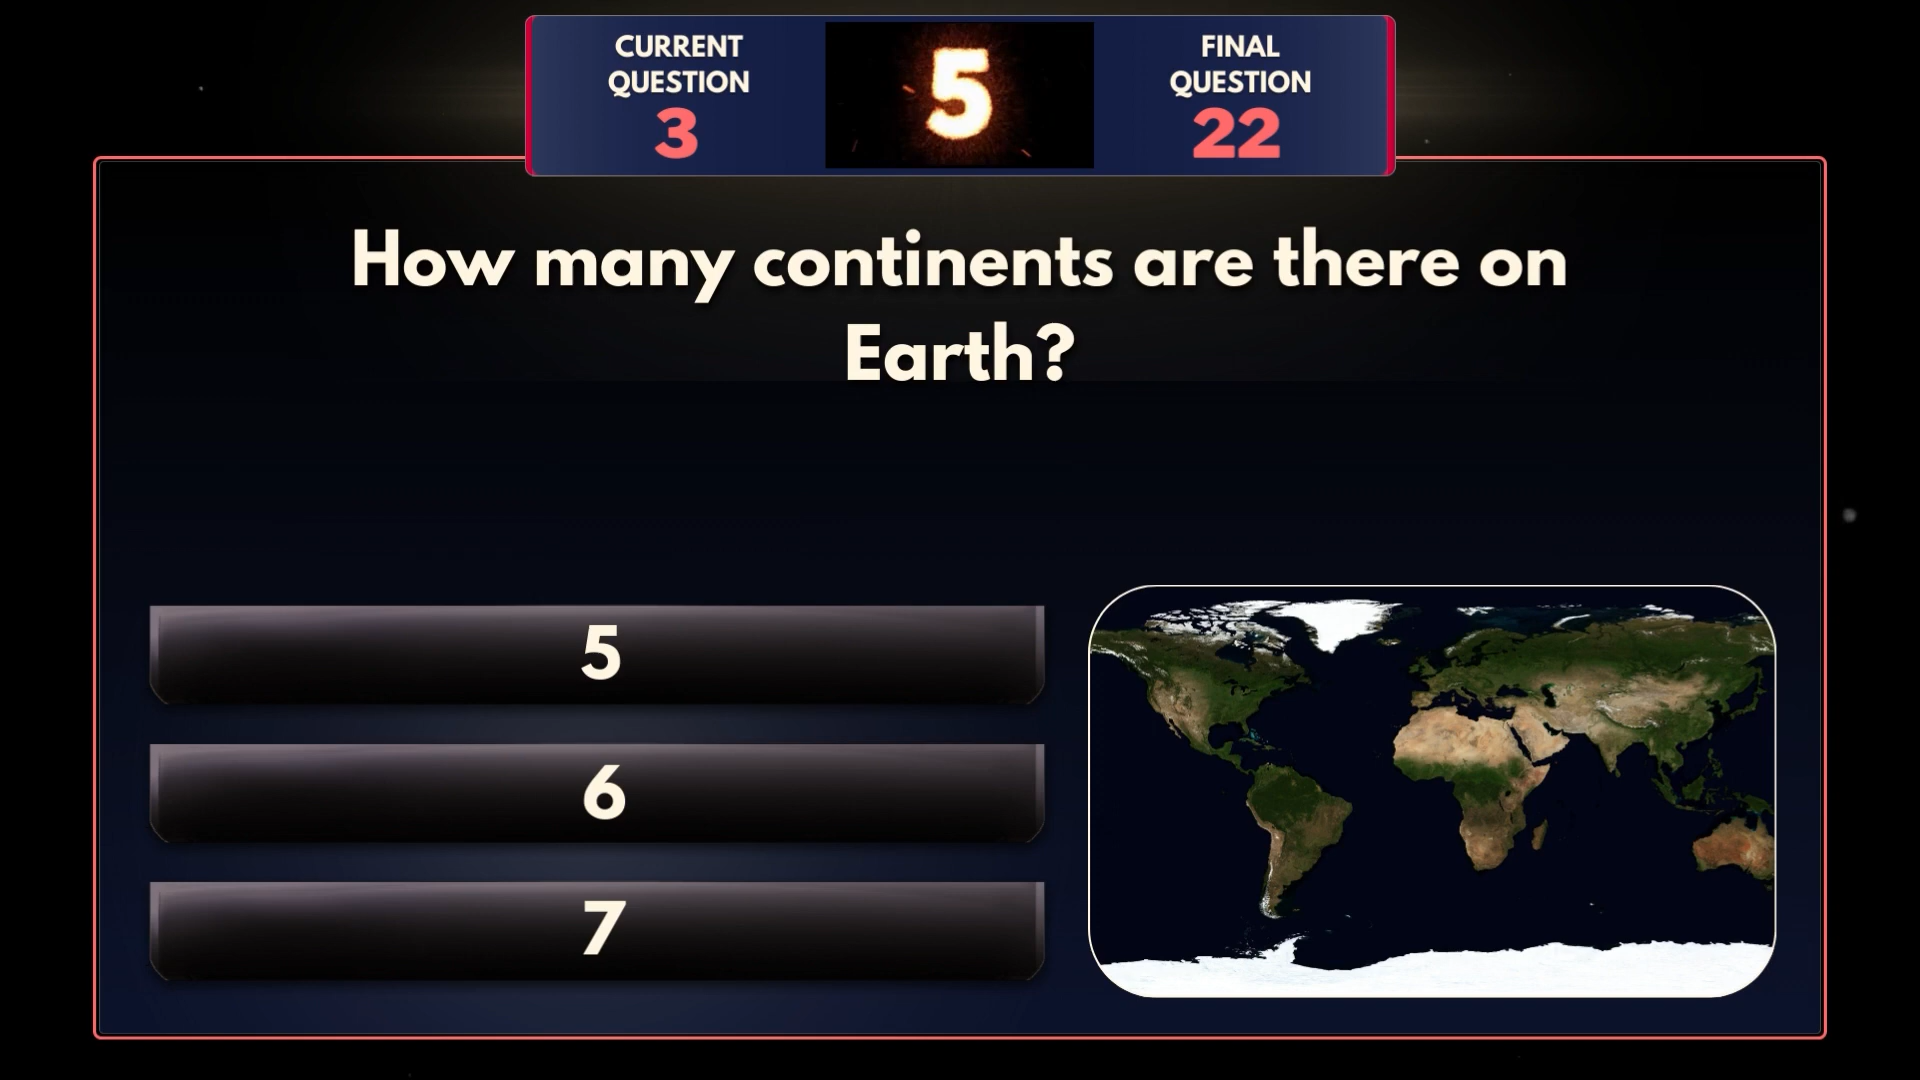 CURRENT
QUESTION
3
5
FINAL
QUESTION
22
How many continents are there on
Earth?
5
6
7